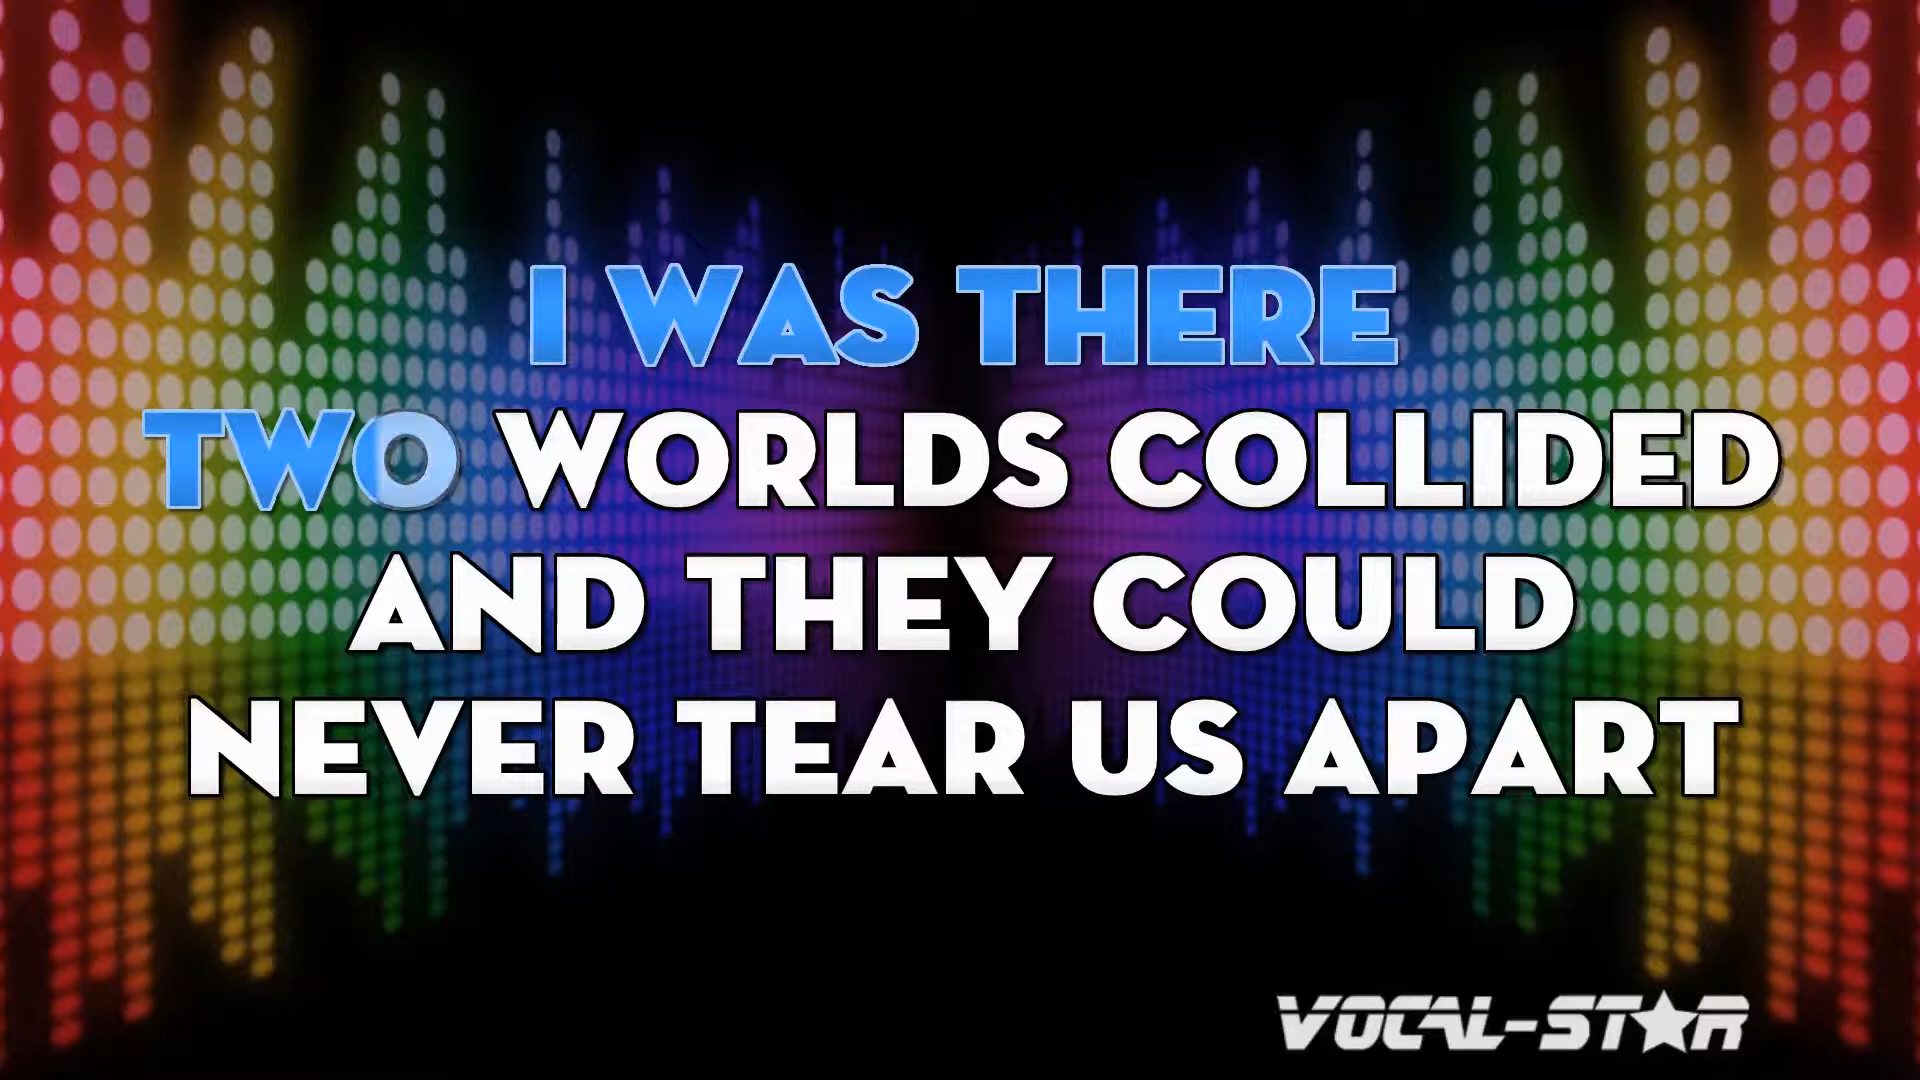 I WAS THERE
TWO WORLDS COLLIDED
AND THEY COULD
NEVER TEAR US APART
VOCAL-STAR